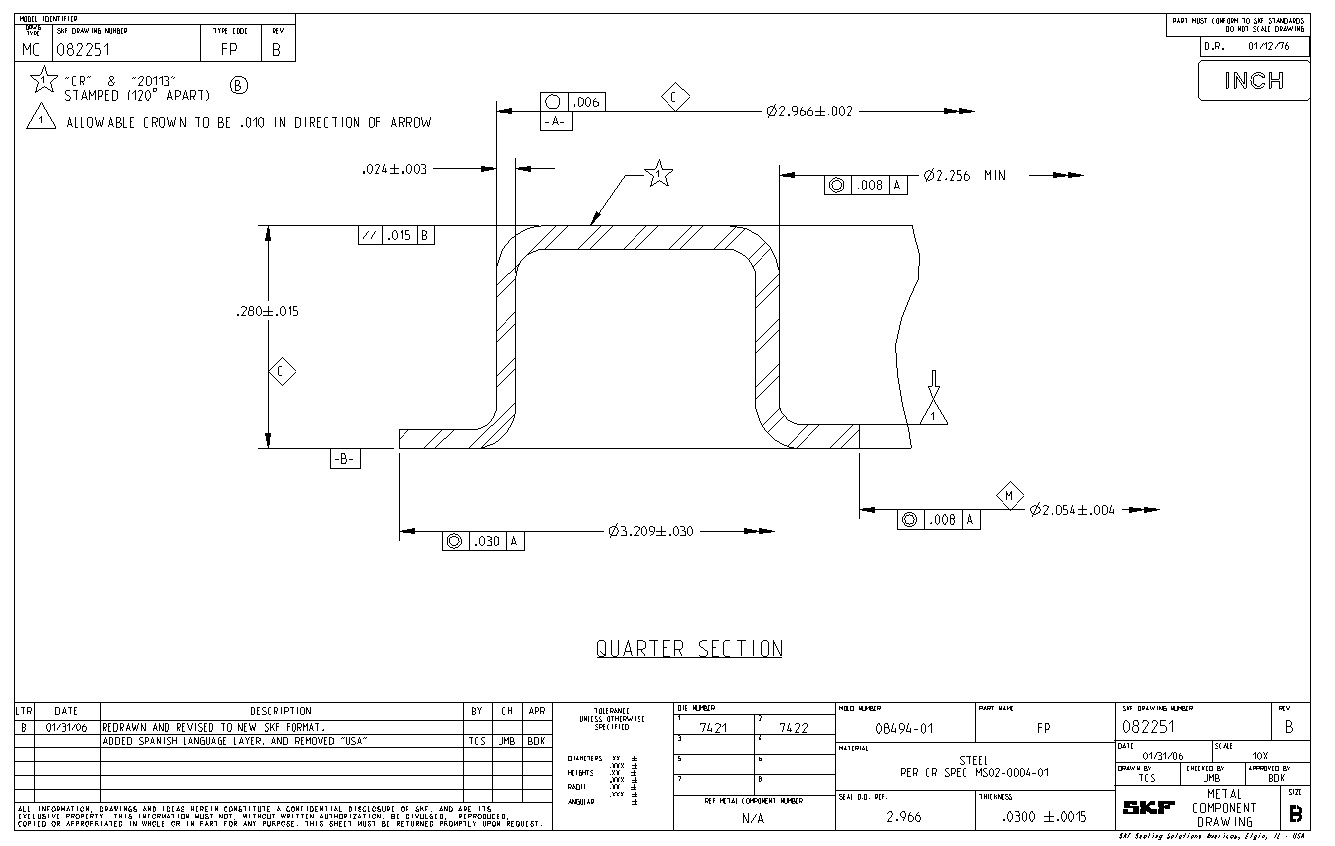 MODEL IDENTIFIER
DRWG TYPE
SKF DRAWING NUMBER
TYPE CODE
REV
MC 082251 FP B
PART MUST CONFORM TO SKF STANDARDS
DO NOT SCALE DRAWING
D.R. 01/12/76
INCH
1 "CR" & "20113"
STAMPED (120° APART)
B
1 ALLOWABLE CROWN TO BE .010 IN DIRECTION OF ARROW
.006
-A-
C
Ø2.966±.002
.024±.003
1
.008 A
Ø2.256 MIN
// .015 B
.280±.015
C
1
-B-
M
Ø2.054±.004
.008 A
Ø3.209±.030
.030 A
QUARTER SECTION
LTR DATE DESCRIPTION BY CH APR
B 01/31/06 REDRAWN AND REVISED TO NEW SKF FORMAT.
ADDED SPANISH LANGUAGE LAYER, AND REMOVED "USA" TCS JMB BDK
ALL INFORMATION, DRAWINGS AND IDEAS HEREIN CONSTITUTE A CONFIDENTIAL DISCLOSURE OF SKF, AND ARE ITS
EXCLUSIVE PROPERTY. THIS INFORMATION MUST NOT, WITHOUT WRITTEN AUTHORIZATION, BE DIVULGED, REPRODUCED,
COPIED OR APPROPRIATED IN WHOLE OR IN PART FOR ANY PURPOSE. THIS SHEET MUST BE RETURNED PROMPTLY UPON REQUEST.
TOLERANCE
UNLESS OTHERWISE
SPECIFIED
DIAMETERS .XX ±
.XXX ±
HEIGHTS .XX ±
.XXX ±
RADII .XX ±
.XXX ±
ANGULAR ±
DIE NUMBER
1 7421 2 7422
3 4
5 6
7 8
REF METAL COMPONENT NUMBER
N/A
MOLD NUMBER
08494-01
PART NAME
FP
MATERIAL
STEEL
PER CR SPEC MS02-0004-01
SEAL O.D. REF.
2.966
THICKNESS
.0300 ±.0015
SKF DRAWING NUMBER
082251
REV
B
DATE
01/31/06
SCALE
10X
DRAWN BY
TCS
CHECKED BY
JMB
APPROVED BY
BDK
SKF
METAL
COMPONENT
DRAWING
SIZE
B
SKF Sealing Solutions Americas, Elgin, IL - USA